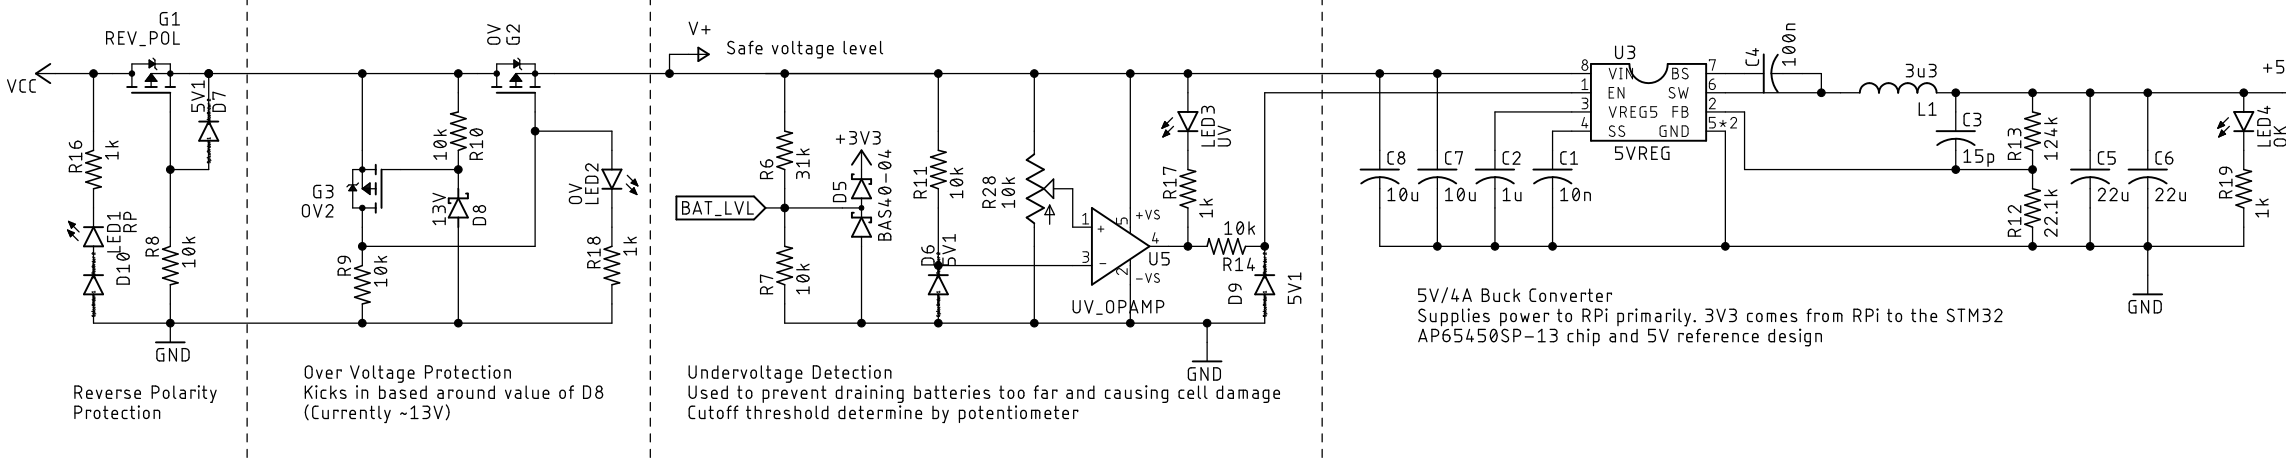 G1
REV_POL
VCC
5V1
D7
R16
1k
LED1
RP
D10
R8
10k
GND
Reverse Polarity
Protection
OV
G2
10k
R10
G3
OV2
13V
D8
R9
10k
OV
LED2
R18
1k
Over Voltage Protection
Kicks in based around value of D8
(Currently ~13V)
V+
Safe voltage level
R6
31k
+3V3
D5
BAS40-04
BAT_LVL
R7
10k
R11
10k
D6
5V1
R28
10k
1
+
3
-
5
+VS
2
-VS
4
U5
UV_OPAMP
LED3
UV
R17
1k
10k
R14
D9
5V1
GND
Undervoltage Detection
Used to prevent draining batteries too far and causing cell damage
Cutoff threshold determine by potentiometer
U3
8 VIN BS 7
1 EN SW 6
3 VREG5 FB 2
4 SS GND 5*2
5VREG
C4
100n
3u3
L1
+5
C8
10u
C7
10u
C2
1u
C1
10n
C3
15p
R13
124k
R12
22.1k
C5
22u
C6
22u
LED4
OK
R19
1k
GND
5V/4A Buck Converter
Supplies power to RPi primarily. 3V3 comes from RPi to the STM32
AP65450SP-13 chip and 5V reference design